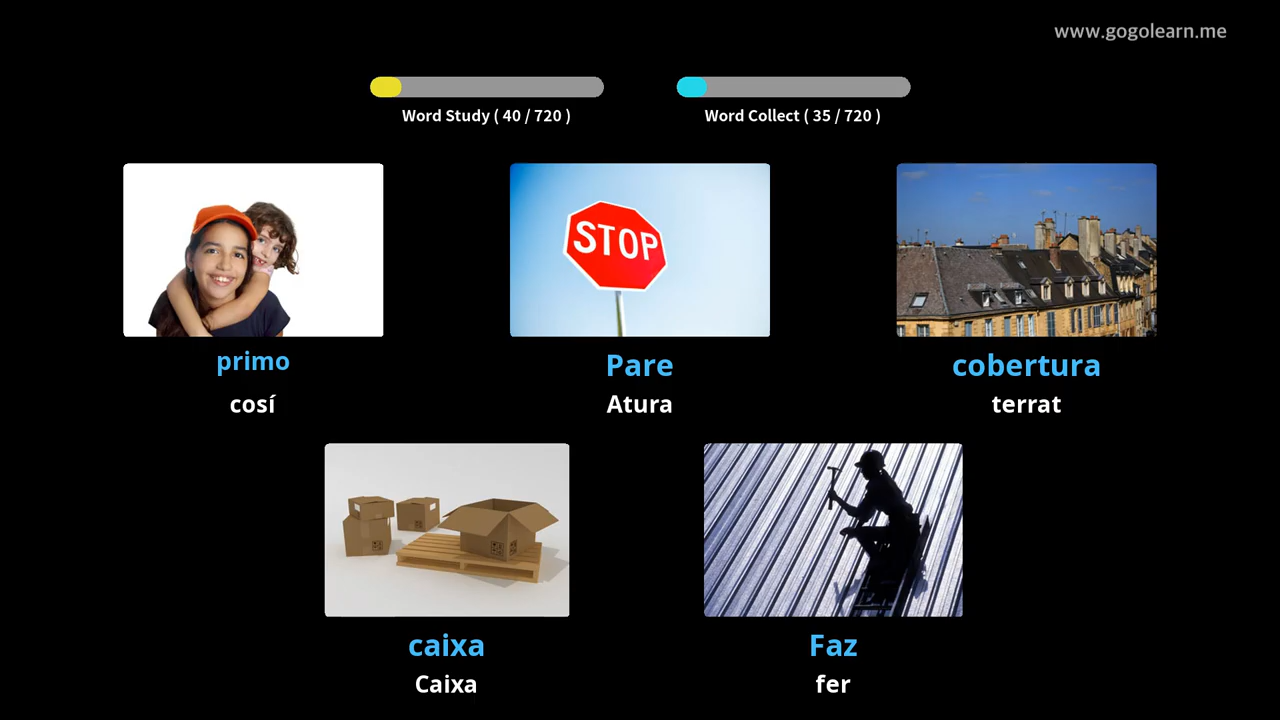 www.gogolearn.me
Word Study ( 40 / 720 )
Word Collect ( 35 / 720 )
STOP
primo
Pare
cobertura
cosí
Atura
terrat
caixa
Faz
Caixa
fer